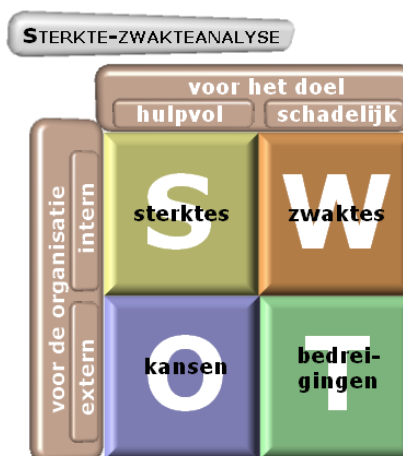 STERKTE-ZWAKTEANALYSE
voor het doel
hulpvol schadelijk
voor de organisatie
intern
extern
S
sterktes
W
zwaktes
O
kansen
T
bedrei-
gingen